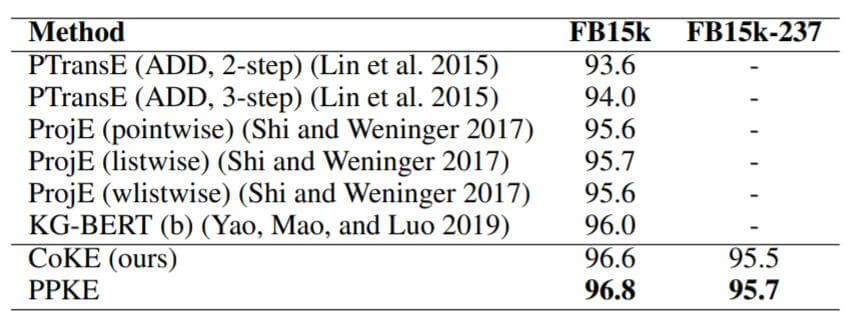 Method FB15k FB15k-237
PTransE (ADD, 2-step) (Lin et al. 2015) 93.6 -
PTransE (ADD, 3-step) (Lin et al. 2015) 94.0 -
ProjE (pointwise) (Shi and Weninger 2017) 95.6 -
ProjE (listwise) (Shi and Weninger 2017) 95.7 -
ProjE (wlistwise) (Shi and Weninger 2017) 95.6 -
KG-BERT (b) (Yao, Mao, and Luo 2019) 96.0 -
CoKE (ours) 96.6 95.5
PPKE 96.8 95.7